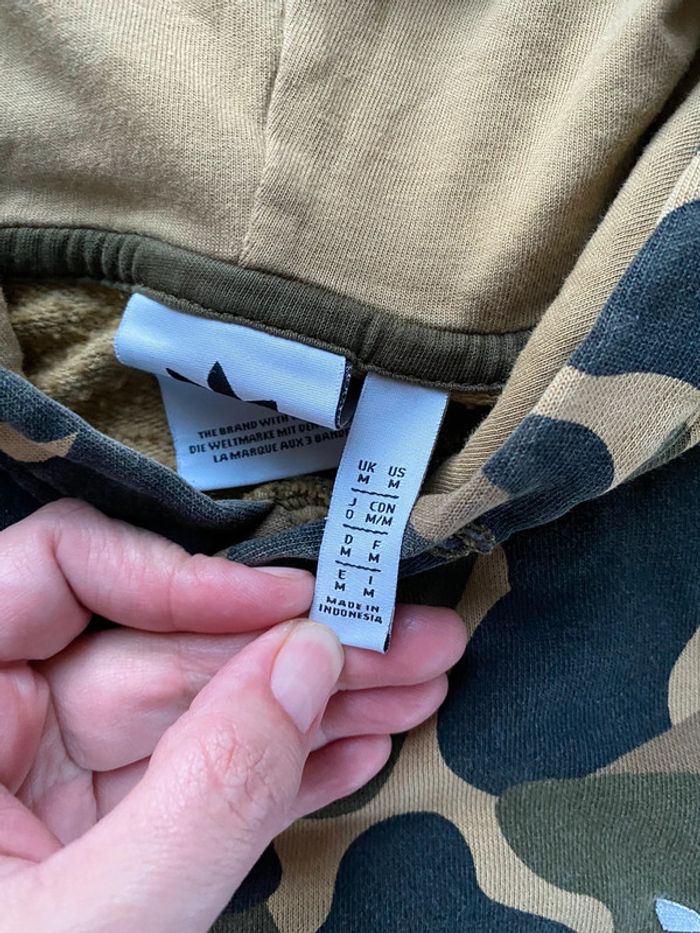 THE BRAND WITH
DIE WELTMARKE MIT DEN
LA MARQUE AUX 3 BAND
UK US
M M
J CON
O M/M
D F
M M
E I
M M
MADE IN
INDONESIA